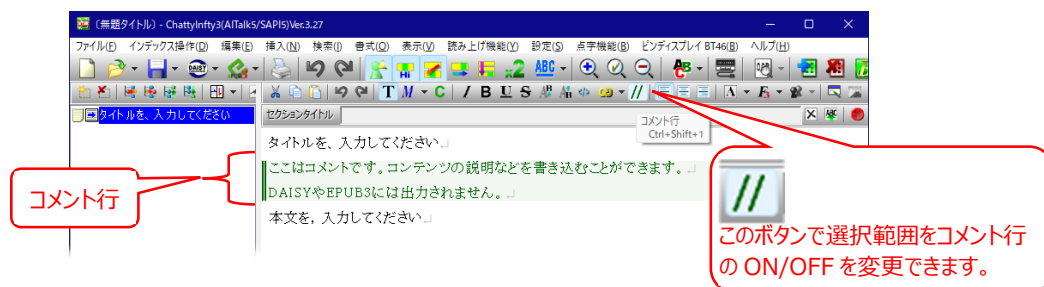 〔無題タイトル〕 - ChattyInfty3(AITalk5/SAPI5)Ver.3.27
ファイル(F) インデックス操作(D) 編集(E) 挿入(N) 検索(I) 書式(O) 表示(V) 読み上げ機能(Y) 設定(S) 点字機能(B) ピンディスプレイ BT46(B) ヘルプ(H)
タイトルを、入力してください
セクションタイトル
コメント行
Ctrl+Shift+1
タイトルを、入力してください
ここはコメントです。コンテンツの説明などを書き込むことができます。
DAISYやEPUB3には出力されません。
本文を，入力してください
コメント行
//
このボタンで選択範囲をコメント行
の ON/OFF を変更できます。